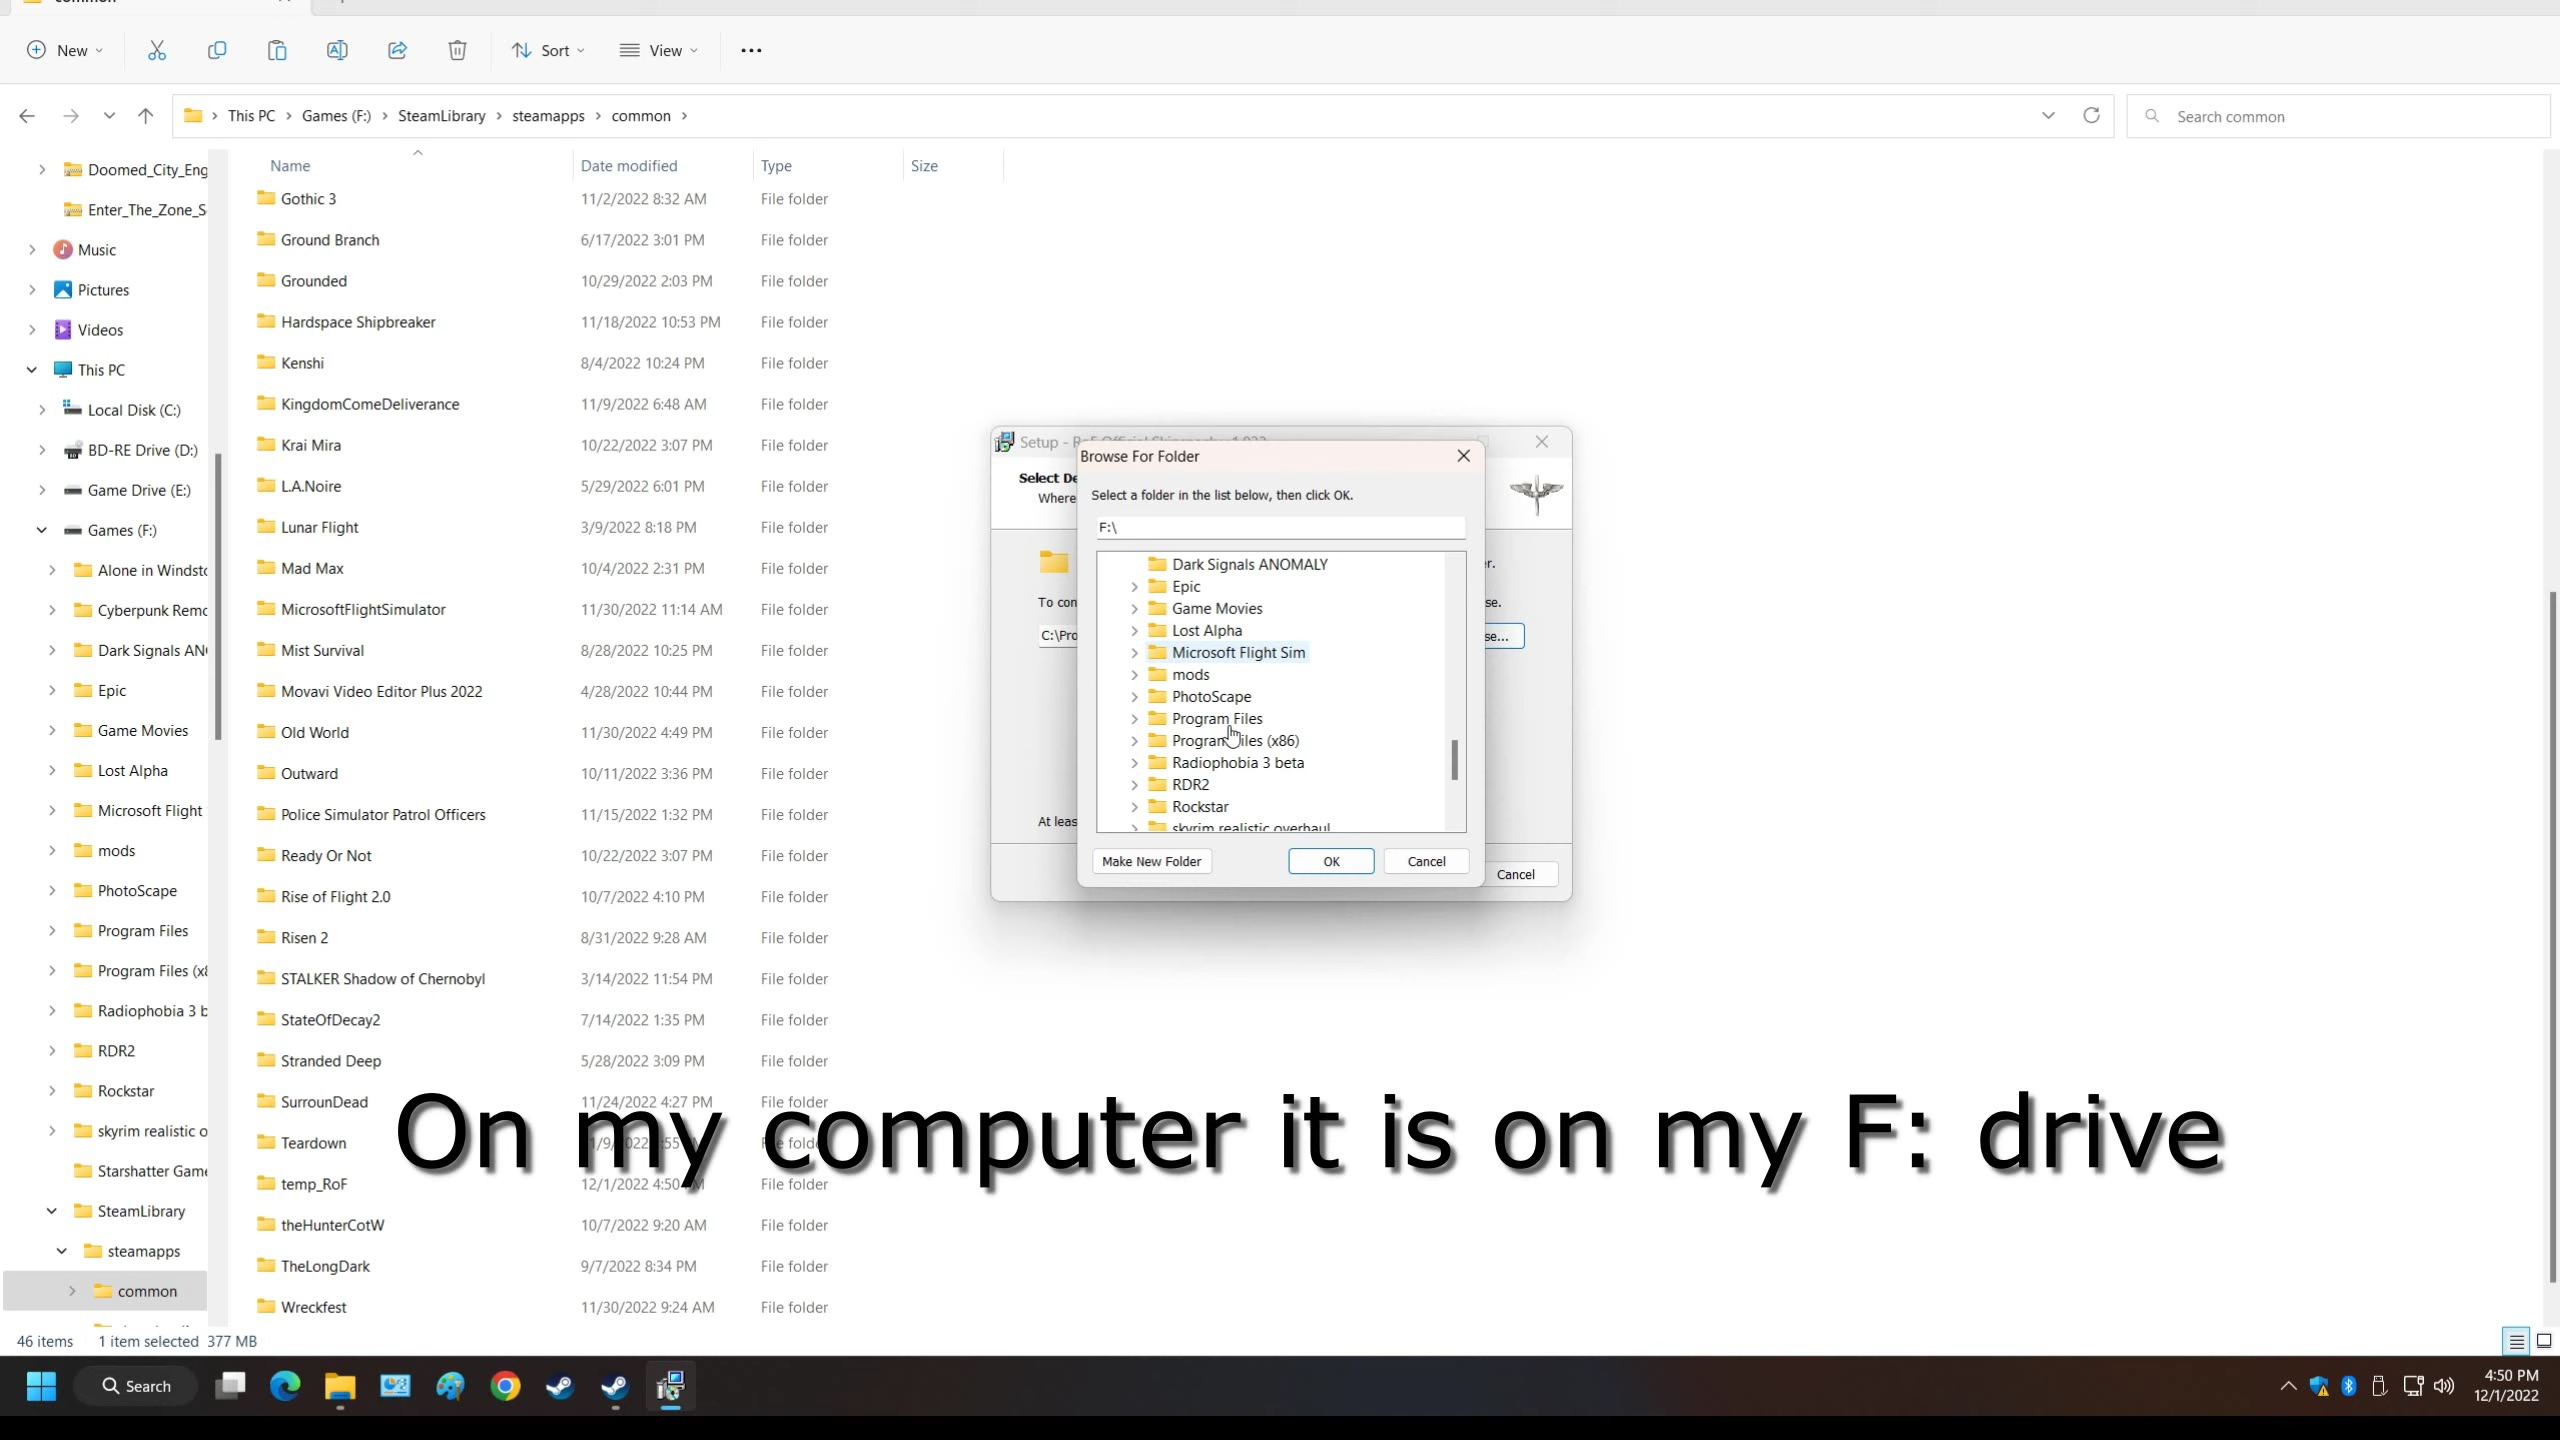 New
Sort
View
This PC
Games (F:)
SteamLibrary
steamapps
common
Search common
Name
Date modified
Type
Size
Doomed_City_Eng
Enter_The_Zone_S
Music
Pictures
Videos
This PC
Local Disk (C:)
BD-RE Drive (D:)
Game Drive (E:)
Games (F:)
Alone in Windsto
Cyberpunk Remo
Dark Signals AN
Epic
Game Movies
Lost Alpha
Microsoft Flight
mods
PhotoScape
Program Files
Program Files (x8
Radiophobia 3 b
RDR2
Rockstar
skyrim realistic o
Starshatter Game
SteamLibrary
steamapps
common
Gothic 3 11/2/2022 8:32 AM File folder
Ground Branch 6/17/2022 3:01 PM File folder
Grounded 10/29/2022 2:03 PM File folder
Hardspace Shipbreaker 11/18/2022 10:53 PM File folder
Kenshi 8/4/2022 10:24 PM File folder
KingdomComeDeliverance 11/9/2022 6:48 AM File folder
Krai Mira 10/22/2022 3:07 PM File folder
L.A.Noire 5/29/2022 6:01 PM File folder
Lunar Flight 3/9/2022 8:18 PM File folder
Mad Max 10/4/2022 2:31 PM File folder
MicrosoftFlightSimulator 11/30/2022 11:14 AM File folder
Mist Survival 8/28/2022 10:25 PM File folder
Movavi Video Editor Plus 2022 4/28/2022 10:44 PM File folder
Old World 11/30/2022 4:49 PM File folder
Outward 10/11/2022 3:36 PM File folder
Police Simulator Patrol Officers 11/15/2022 1:32 PM File folder
Ready Or Not 10/22/2022 3:07 PM File folder
Rise of Flight 2.0 10/7/2022 4:10 PM File folder
Risen 2 8/31/2022 9:28 AM File folder
STALKER Shadow of Chernobyl 3/14/2022 11:54 PM File folder
StateOfDecay2 7/14/2022 1:35 PM File folder
Stranded Deep 5/28/2022 3:09 PM File folder
SurrounDead 11/24/2022 4:27 PM File folder
Teardown
temp_RoF 12/1/2022 4:50 File folder
theHunterCotW 10/7/2022 9:20 AM File folder
TheLongDark 9/7/2022 8:34 PM File folder
Wreckfest 11/30/2022 9:24 AM File folder
On my computer it is on my F: drive
Setup -
Select De
Where
To con
C:\Pro
At leas
r.
se.
se...
Cancel
Browse For Folder
Select a folder in the list below, then click OK.
F:\
Dark Signals ANOMALY
Epic
Game Movies
Lost Alpha
Microsoft Flight Sim
mods
PhotoScape
Program Files
Program Files (x86)
Radiophobia 3 beta
RDR2
Rockstar
skyrim realistic overhaul
Make New Folder
OK
Cancel
46 items 1 item selected 377 MB
Search
4:50 PM
12/1/2022